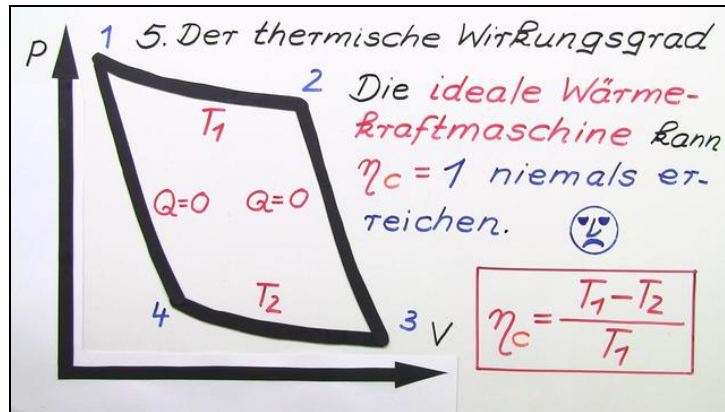 5. Der thermische Wirkungsgrad
Die ideale Wärme-
kraftmaschine kann
ηc = 1 niemals er-
reichen.
ηc = (T1 - T2) / T1
P
1
2
T1
Q=0 Q=0
T2
4
3
V